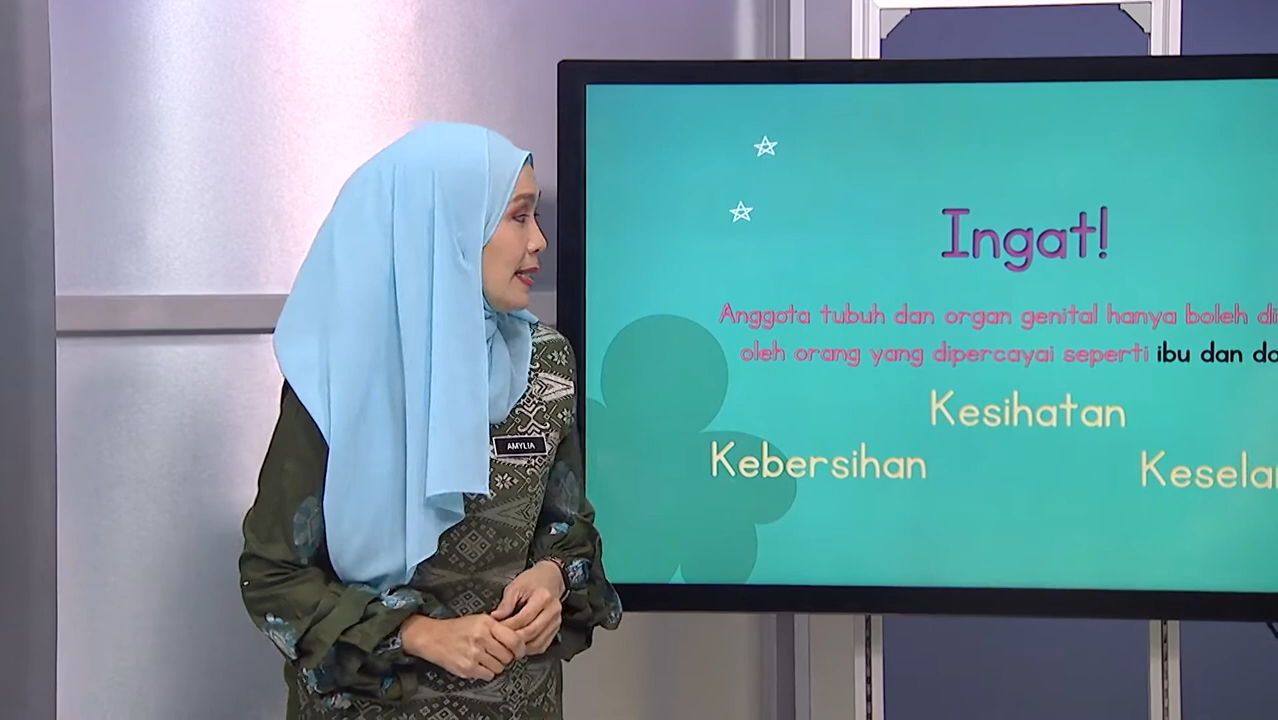 Ingat!
Anggota tubuh dan organ genital hanya boleh
oleh orang yang dipercayai seperti ibu dan
Kesihatan
Kebersihan
AMYLIA